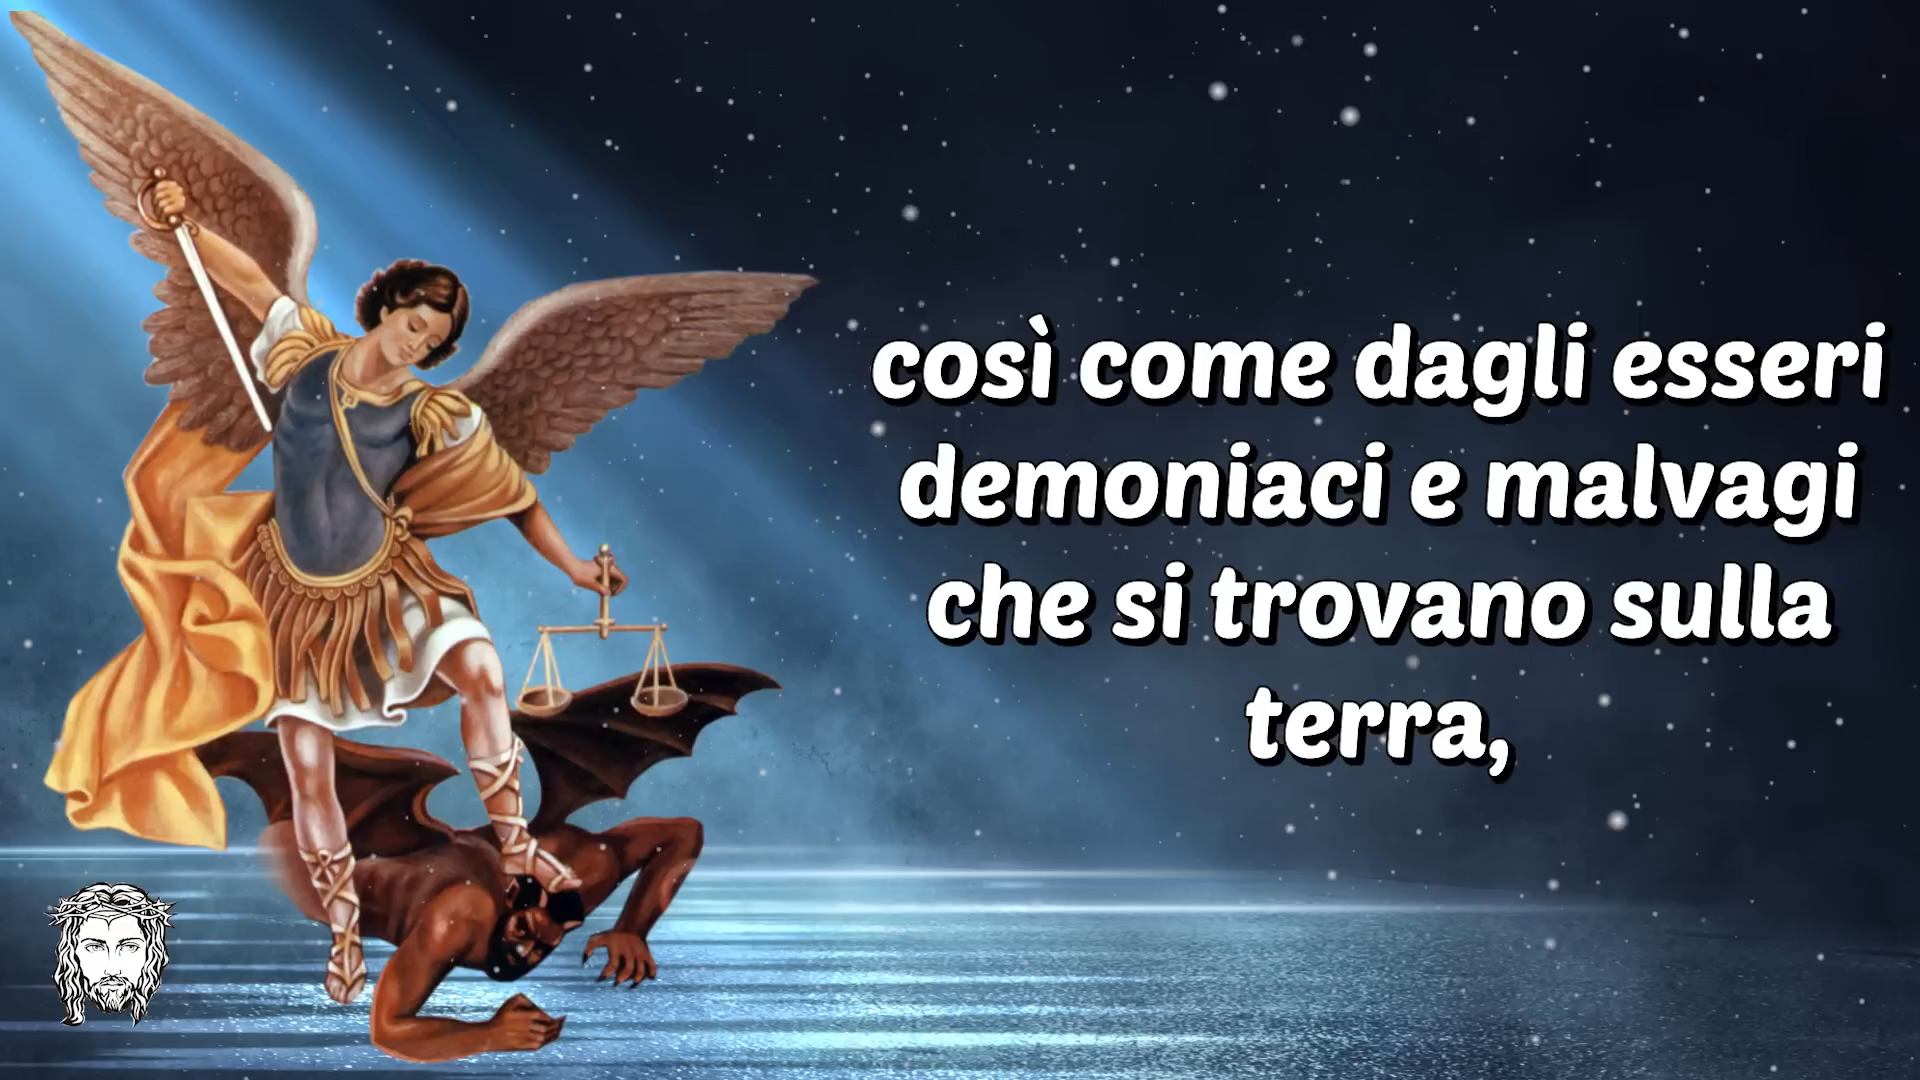 così come dagli esseri
demoniaci e malvagi
che si trovano sulla
terra,